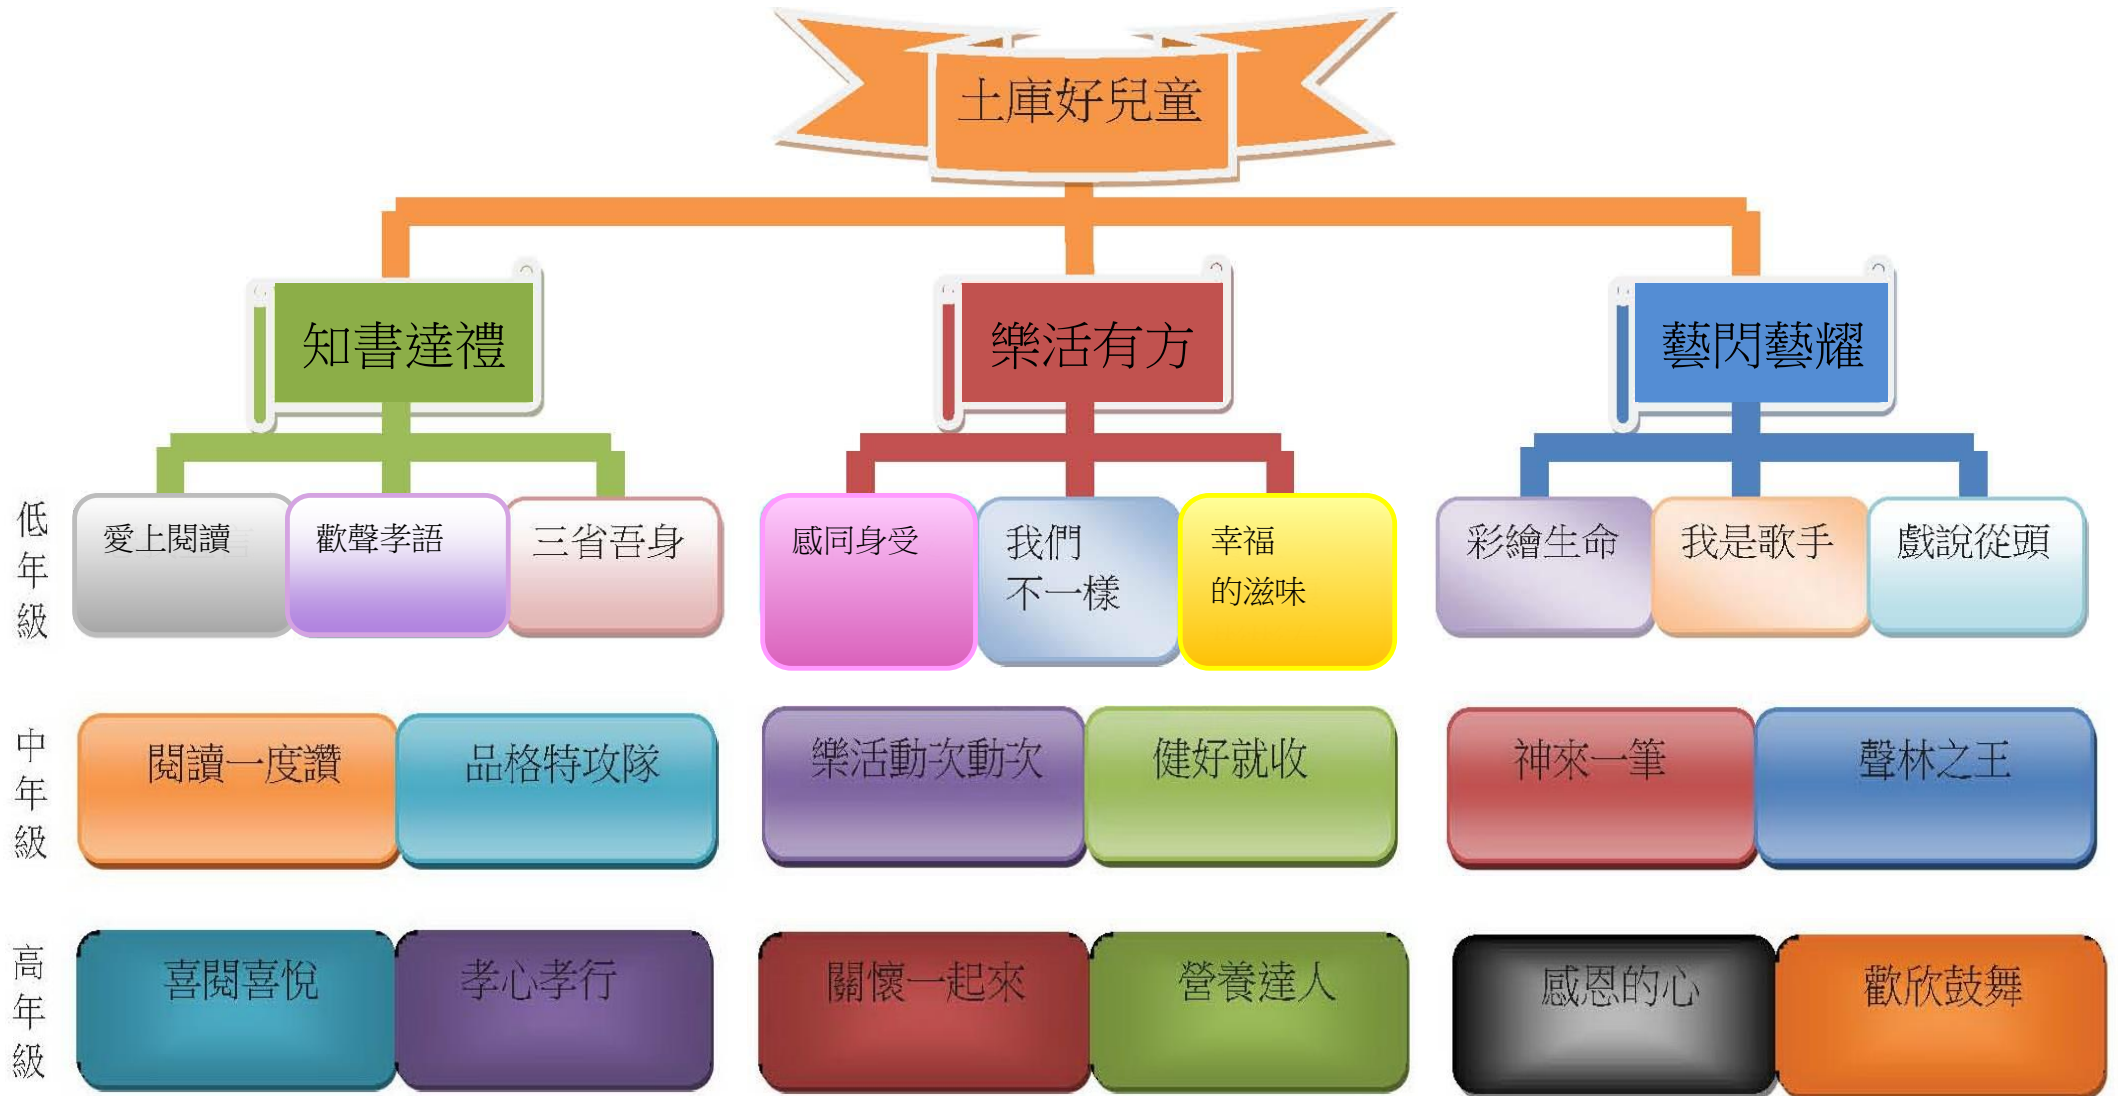 土庫好兒童
知書達禮
樂活有方
藝閃藝耀
低年級
愛上閱讀
歡聲孝語
三省吾身
感同身受
我們
不一樣
幸福
的滋味
彩繪生命
我是歌手
戲說從頭
中年級
閱讀一度讚
品格特攻隊
樂活動次動次
健好就收
神來一筆
聲林之王
高年級
喜閱喜悅
孝心孝行
關懷一起來
營養達人
感恩的心
歡欣鼓舞